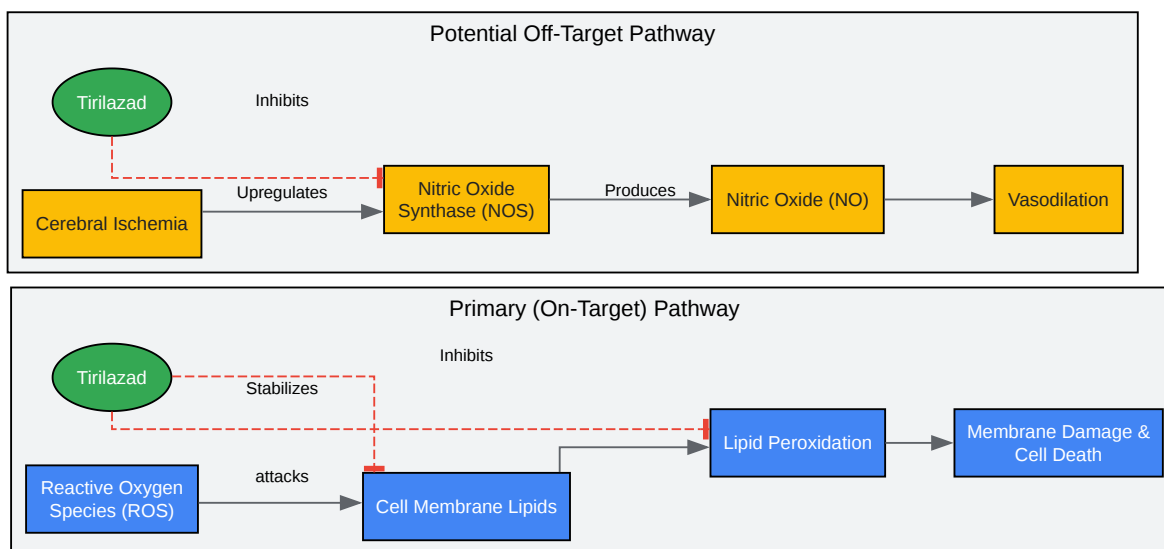 Potential Off-Target Pathway
Tirilazad
Inhibits
Upregulates
Cerebral Ischemia
Nitric Oxide
Synthase (NOS)
Produces
Nitric Oxide (NO)
Vasodilation
Primary (On-Target) Pathway
Tirilazad
Inhibits
Stabilizes
Reactive Oxygen
Species (ROS)
attacks
Cell Membrane Lipids
Lipid Peroxidation
Membrane Damage &
Cell Death